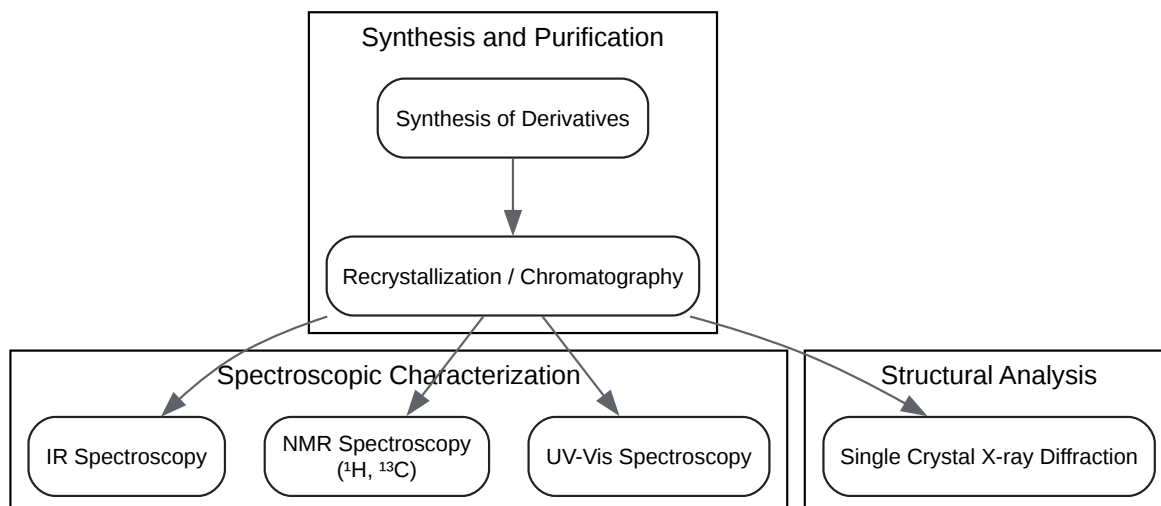 Synthesis and Purification
Synthesis of Derivatives
Recrystallization / Chromatography
Spectroscopic Characterization
IR Spectroscopy
NMR Spectroscopy
(¹H, ¹³C)
UV-Vis Spectroscopy
Structural Analysis
Single Crystal X-ray Diffraction